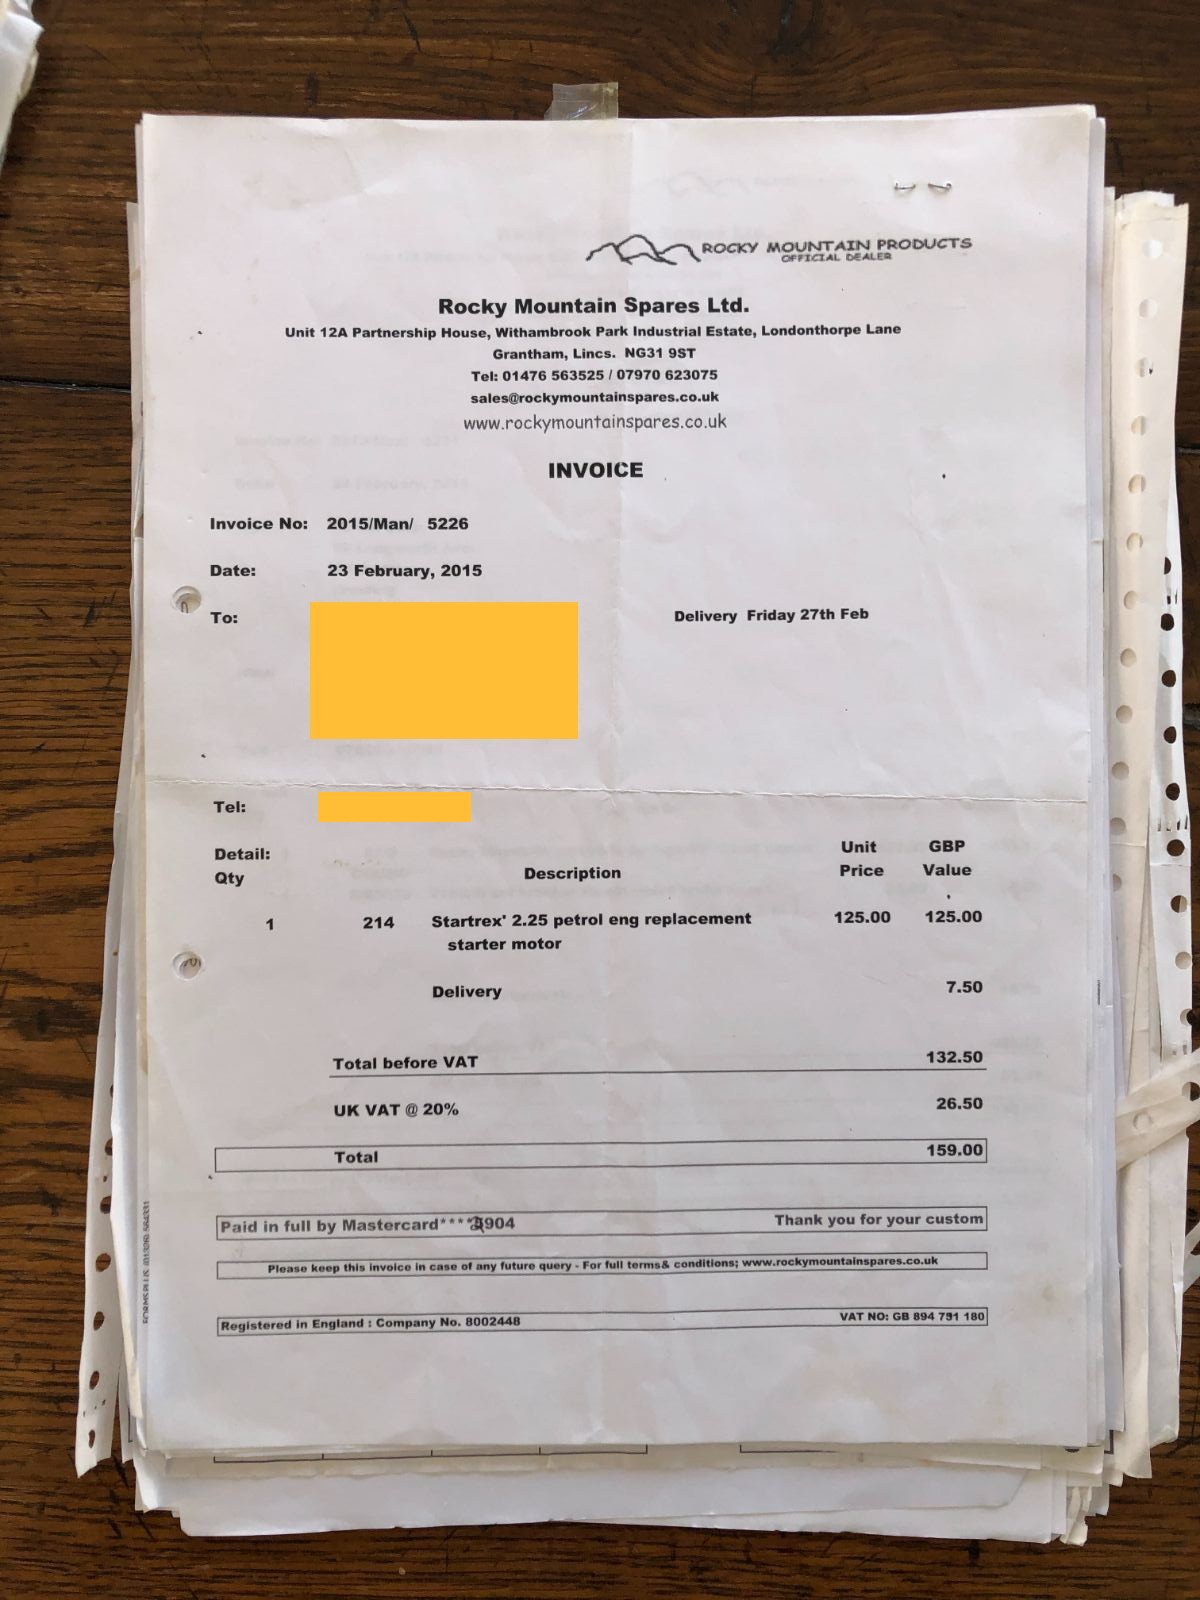 ROCKY MOUNTAIN PRODUCTS
OFFICIAL DEALER
Rocky Mountain Spares Ltd.
Unit 12A Partnership House, Withambrook Park Industrial Estate, Londonthorpe Lane
Grantham, Lincs. NG31 9ST
Tel: 01476 563525 / 07970 623075
sales@rockymountainspares.co.uk
www.rockymountainspares.co.uk
INVOICE
Invoice No: 2015/Man/ 5226
Date: 23 February, 2015
To: Delivery Friday 27th Feb
Tel:
Detail: Unit GBP
Qty Description Price Value
1 214 Startrex' 2.25 petrol eng replacement 125.00 125.00
starter motor
Delivery 7.50
Total before VAT 132.50
UK VAT @ 20% 26.50
Total 159.00
Paid in full by Mastercard Thank you for your custom
Please keep this invoice in case of any future query - For full terms& conditions; www.rockymountainspares.co.uk
Registered in England : Company No. 8002448 VAT NO: GB 894 791 180